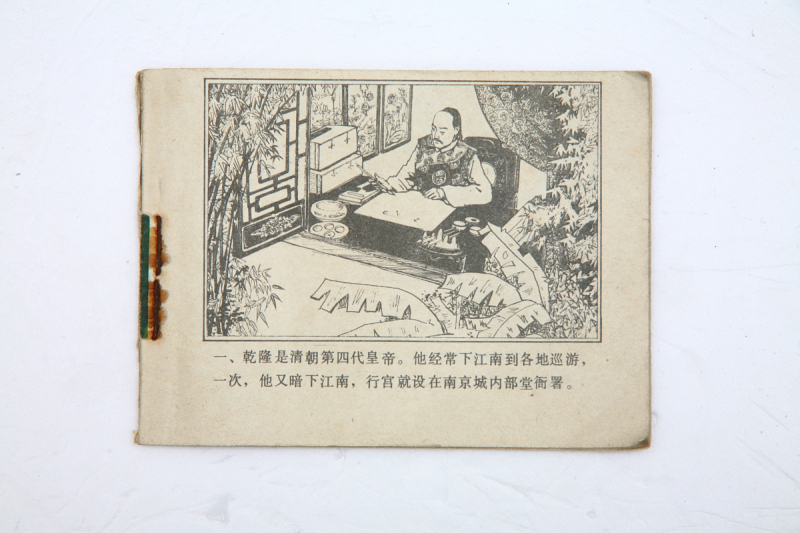 一、乾隆是清朝第四代皇帝。他经常下江南到各地巡游，
一次，他又暗下江南，行宫就设在南京城内部堂衙署。